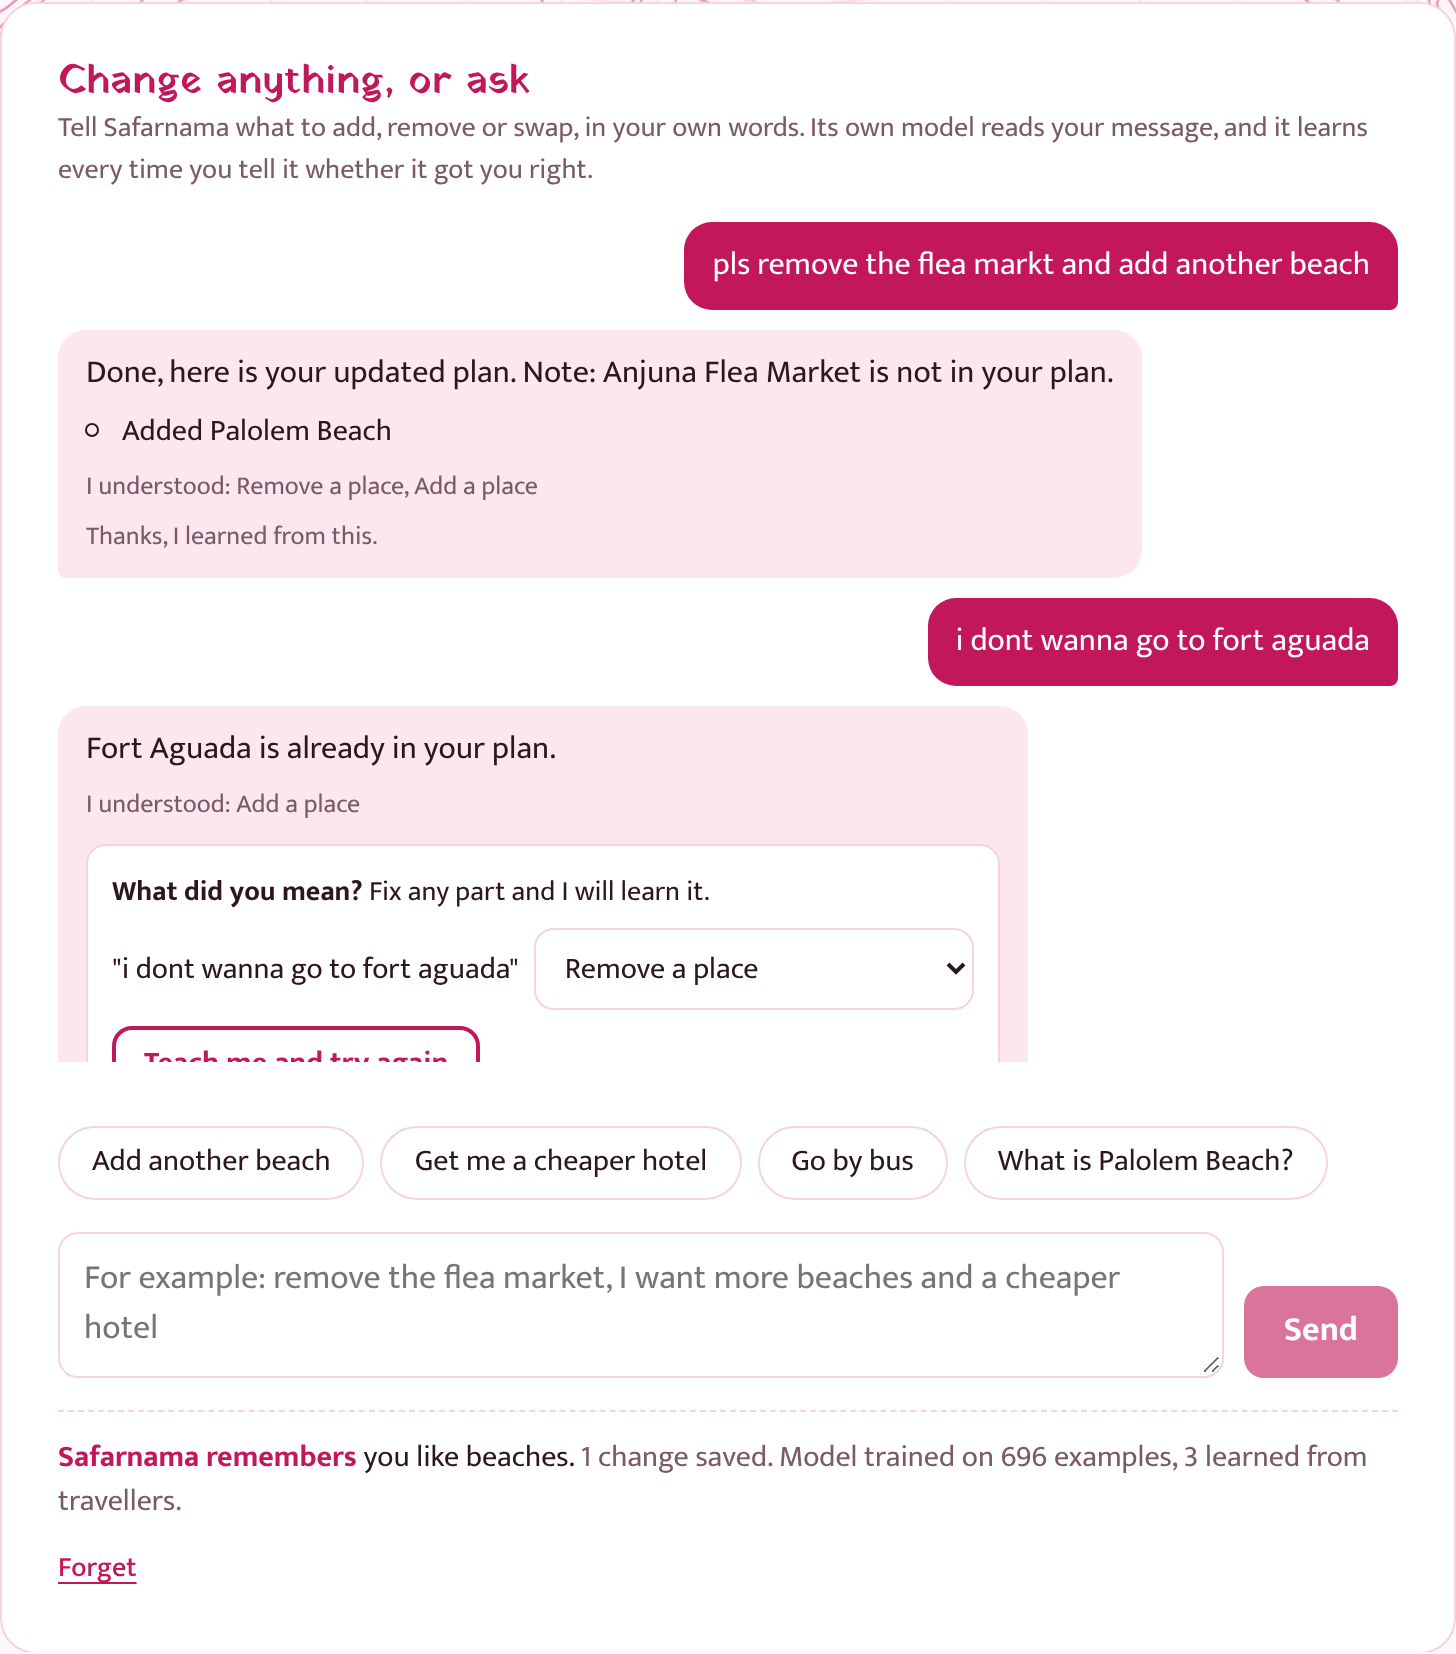 Change anything, or ask
Tell Safarnama what to add, remove or swap, in your own words. Its own model reads your message, and it learns
every time you tell it whether it got you right.
pls remove the flea markt and add another beach
Done, here is your updated plan. Note: Anjuna Flea Market is not in your plan.
Added Palolem Beach
I understood: Remove a place, Add a place
Thanks, I learned from this.
i dont wanna go to fort aguada
Fort Aguada is already in your plan.
I understood: Add a place
What did you mean? Fix any part and I will learn it.
"i dont wanna go to fort aguada" Remove a place
Teach me and try again
Add another beach Get me a cheaper hotel Go by bus What is Palolem Beach?
For example: remove the flea market, I want more beaches and a cheaper
hotel
Send
Safarnama remembers you like beaches. 1 change saved. Model trained on 696 examples, 3 learned from
travellers.
Forget